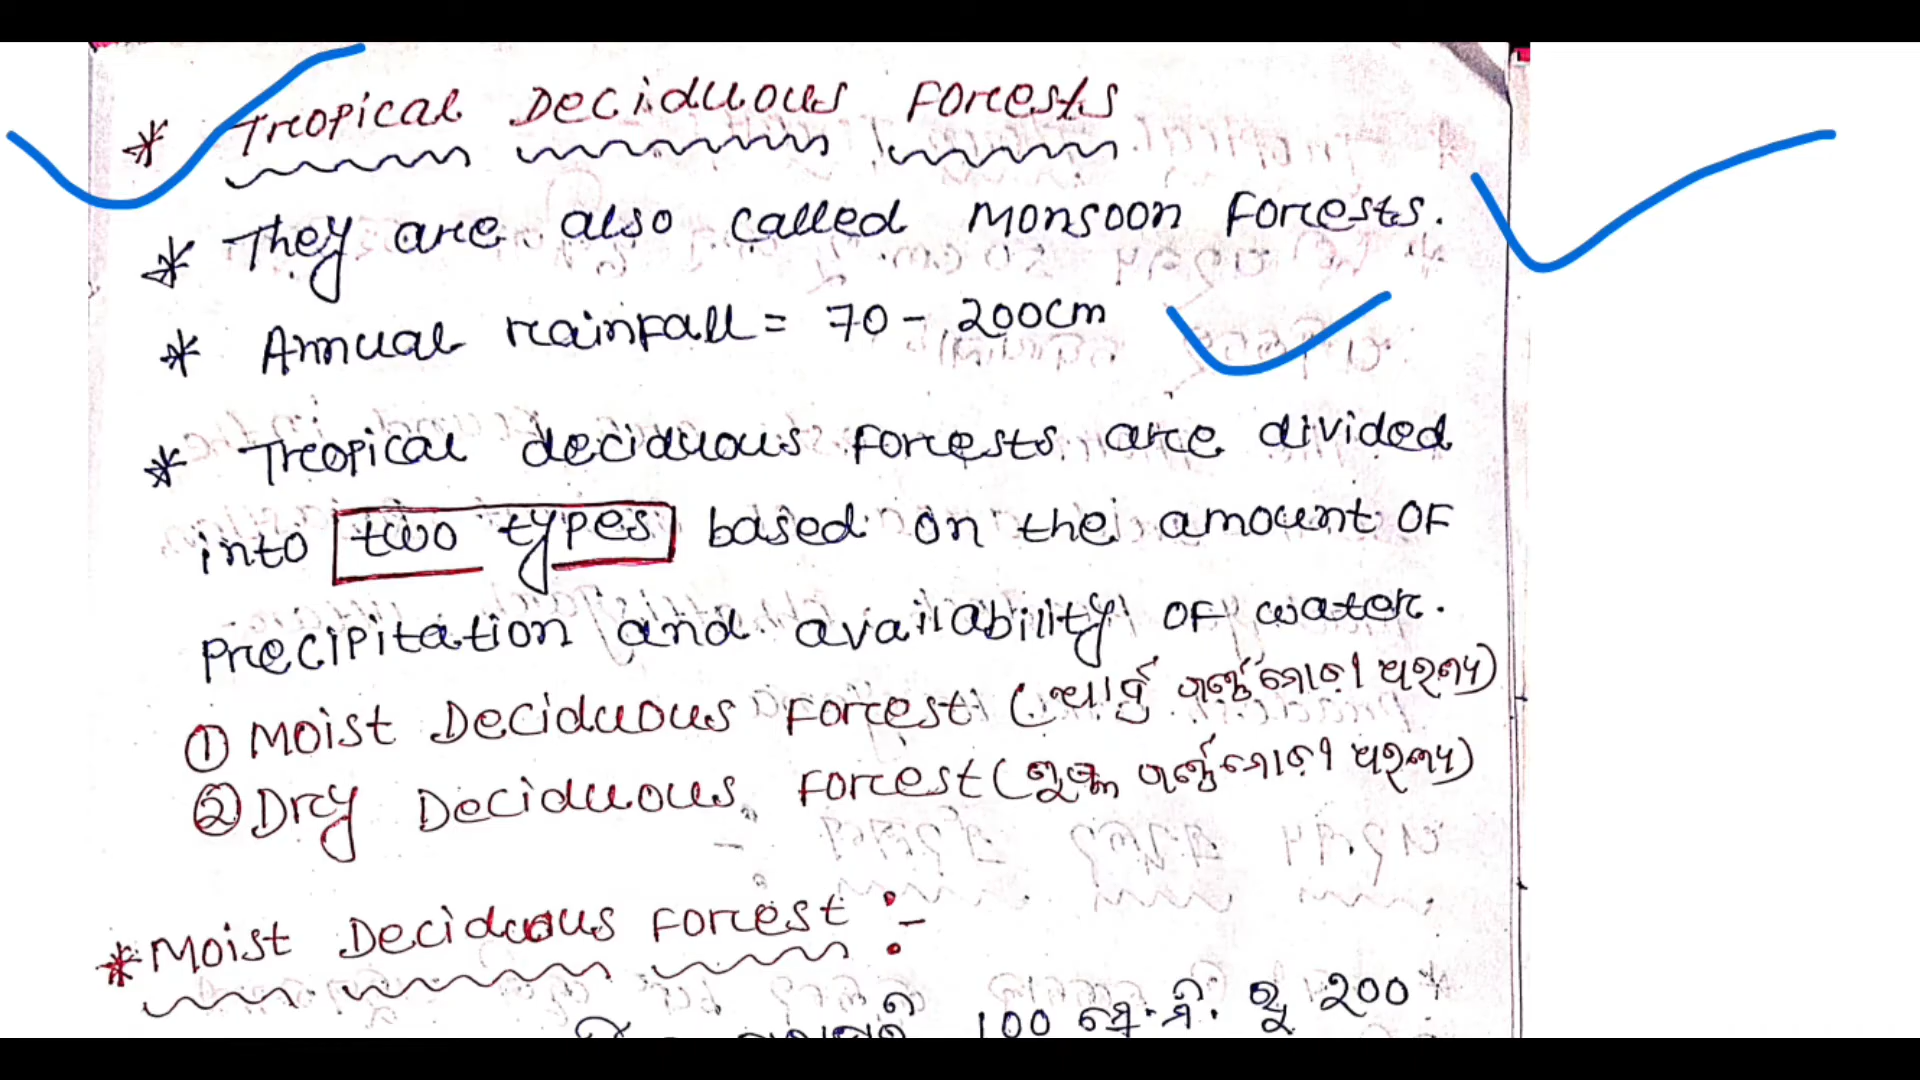 * Tropical Deciduous Forests
* They are also called Monsoon Forests.
* Annual rainfall = 70 - 200cm
* Tropical deciduous forests are divided
into two types based on the amount of
precipitation and availability of water.
① Moist Deciduous Forest (ଆର୍ଦ୍ର ପର୍ଣ୍ଣମୋଚୀ ଅରଣ୍ୟ)
② Dry Deciduous Forest (ଶୁଷ୍କ ପର୍ଣ୍ଣମୋଚୀ ଅରଣ୍ୟ)
* Moist Deciduous Forest :-
100 ସେ.ମି. ରୁ 200